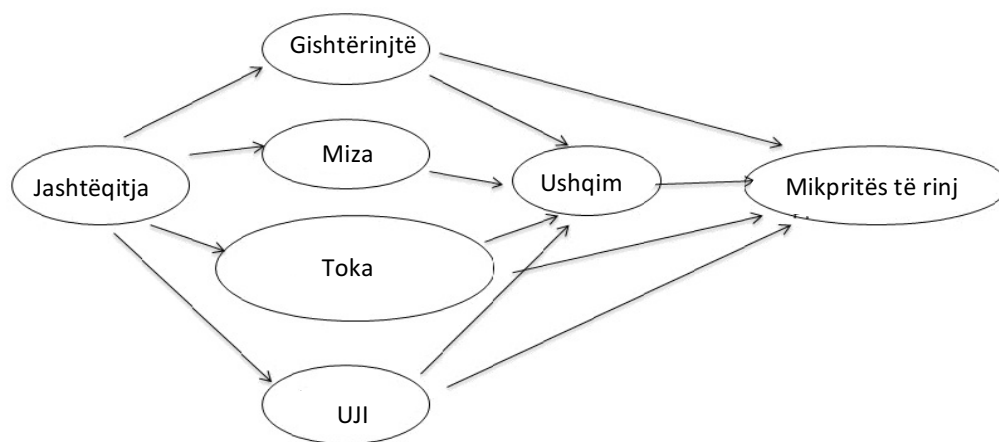 Gishtërinjtë
Miza
Jashtëqitja
Ushqim
Mikpritës të rinj
Toka
UJI